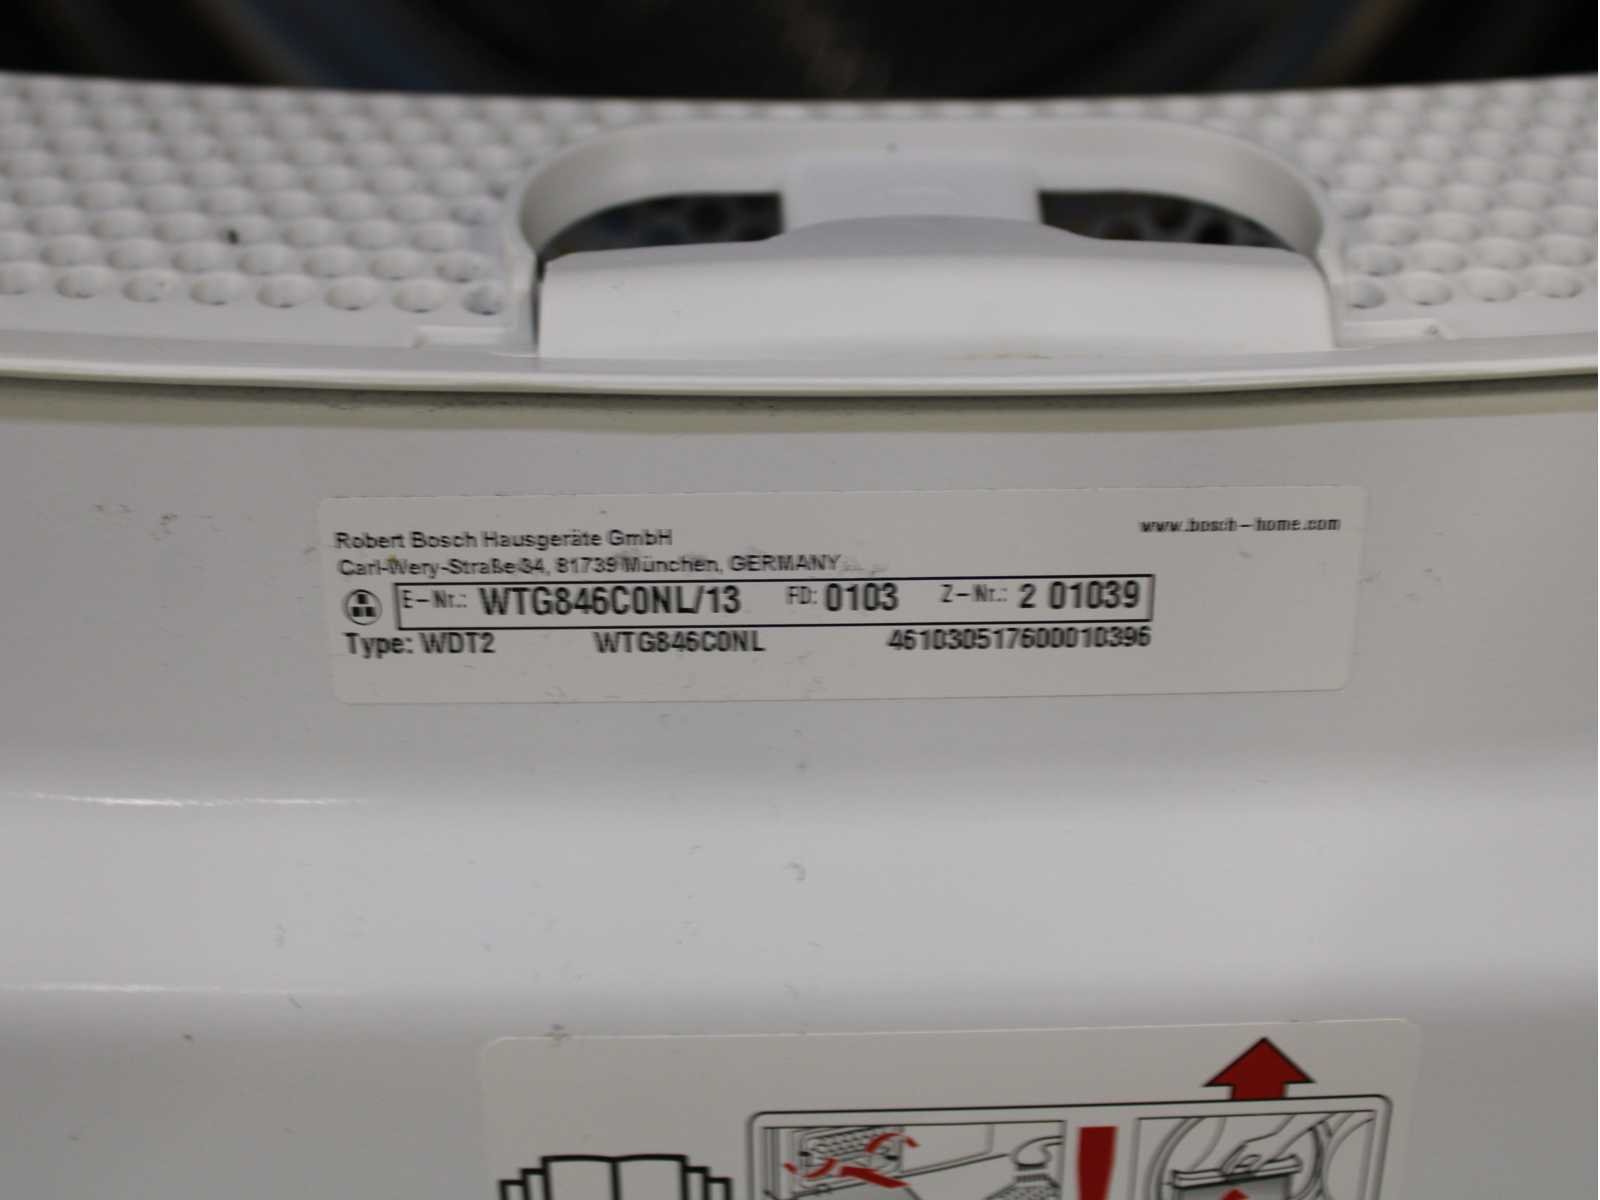 Robert Bosch Hausgeräte GmbH
www.bosch-home.com
Carl-Wery-Straße 34, 81739 München, GERMANY
E-Nr.: WTG846C0NL/13 FD: 0103 Z-Nr.: 2 01039
Type: WDT2 WTG846C0NL 461030517600010396